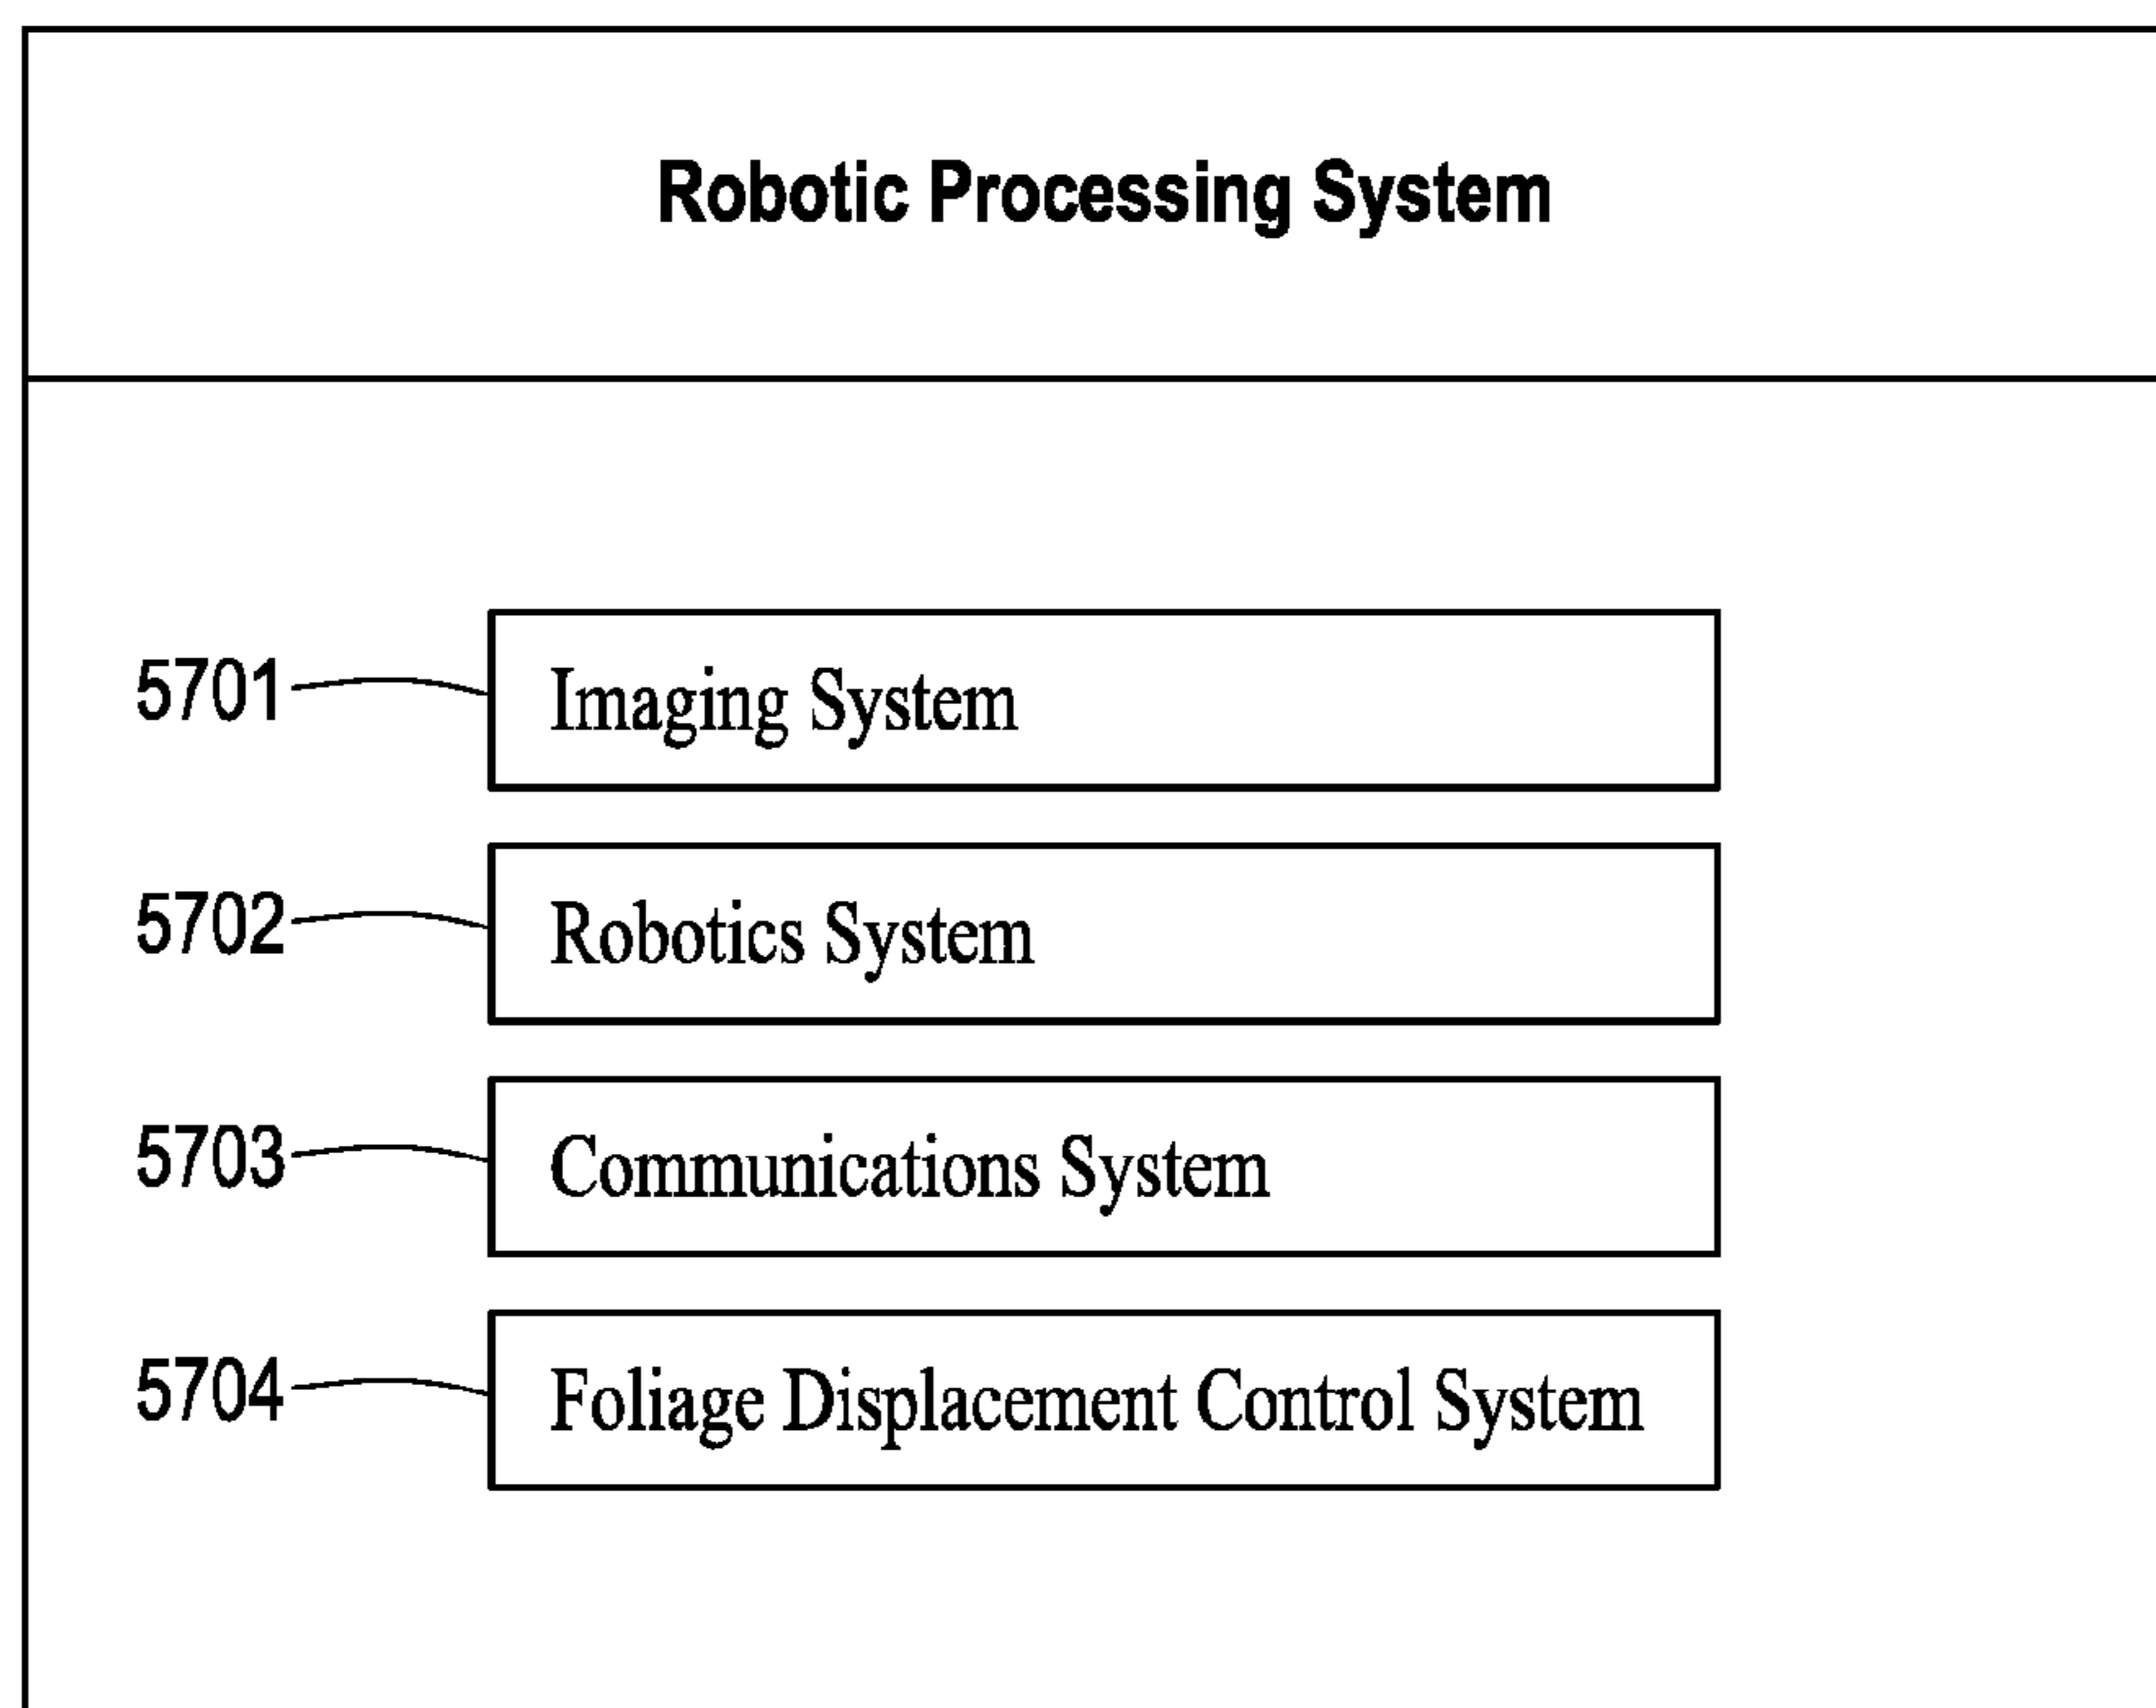 Robotic Processing System
5701 Imaging System
5702 Robotics System
5703 Communications System
5704 Foliage Displacement Control System